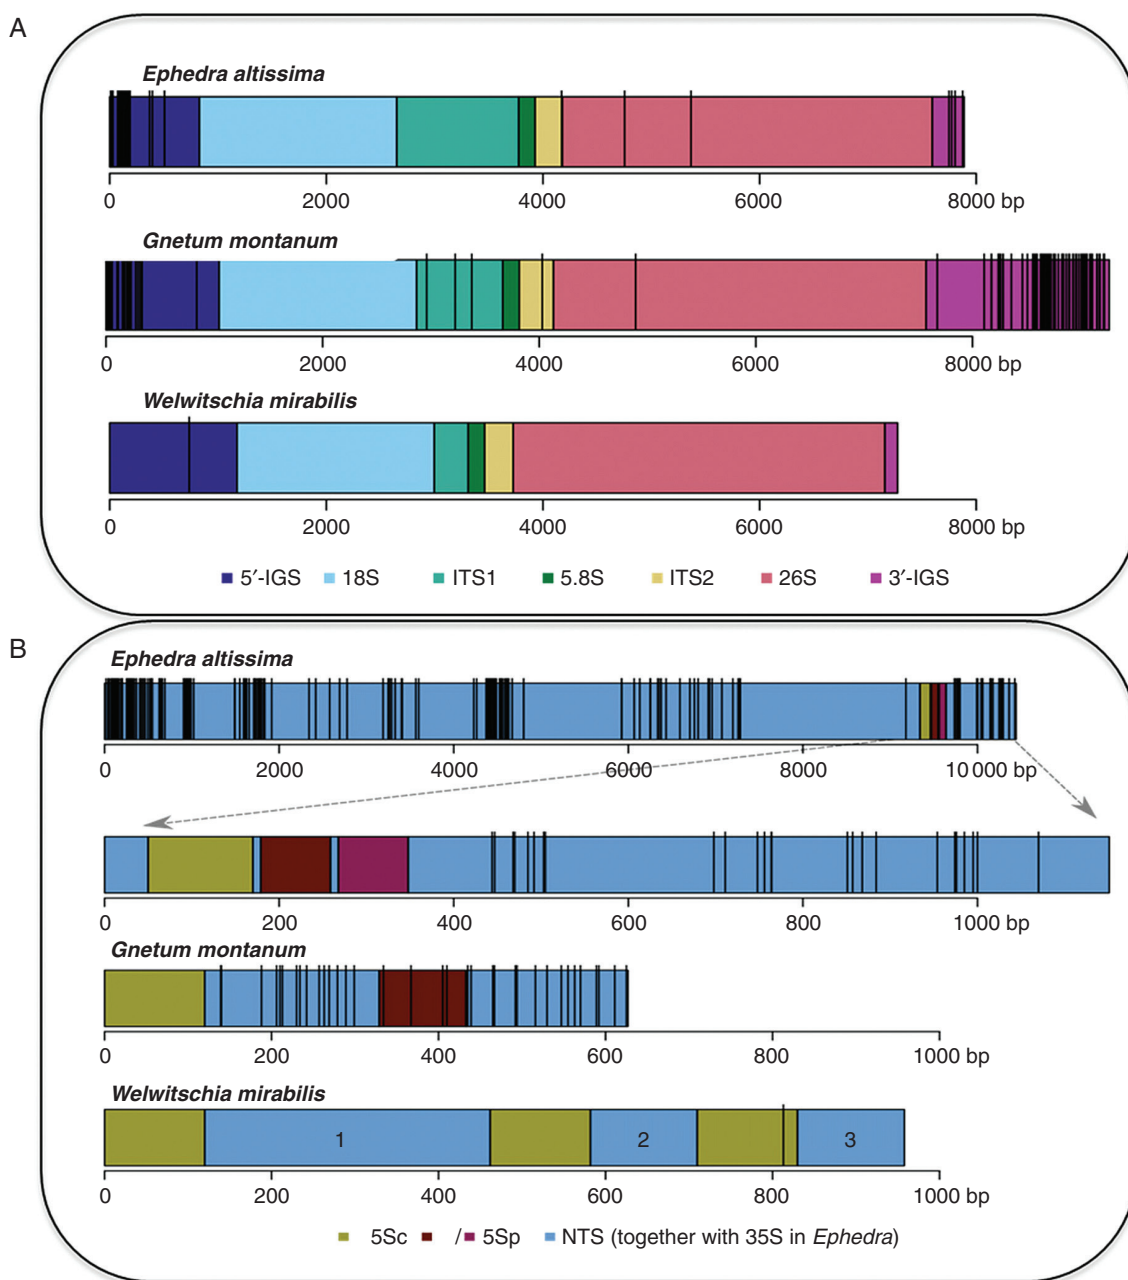 A
Ephedra altissima
0 2000 4000 6000 8000 bp
Gnetum montanum
0 2000 4000 6000 8000 bp
Welwitschia mirabilis
0 2000 4000 6000 8000 bp
5′-IGS 18S ITS1 5.8S ITS2 26S 3′-IGS
B
Ephedra altissima
0 2000 4000 6000 8000 10 000 bp
0 200 400 600 800 1000 bp
Gnetum montanum
0 200 400 600 800 1000 bp
Welwitschia mirabilis
1 2 3
0 200 400 600 800 1000 bp
5Sc / 5Sp NTS (together with 35S in Ephedra)